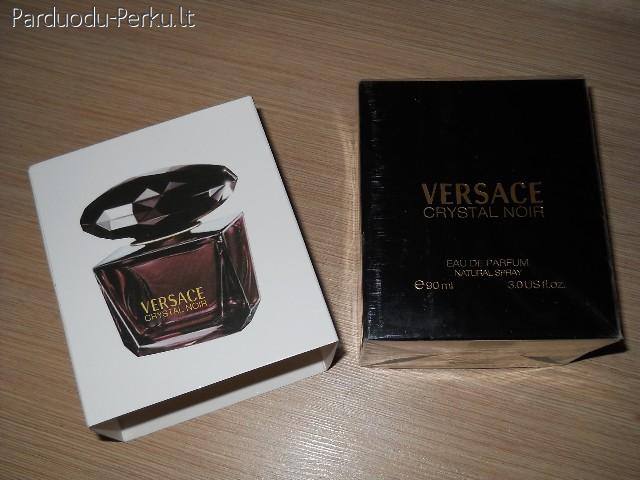 Parduodu-Perku.lt
VERSACE
CRYSTAL NOIR
VERSACE
CRYSTAL NOIR
EAU DE PARFUM
NATURAL SPRAY
℮ 90 ml 3.0 US fl.oz.